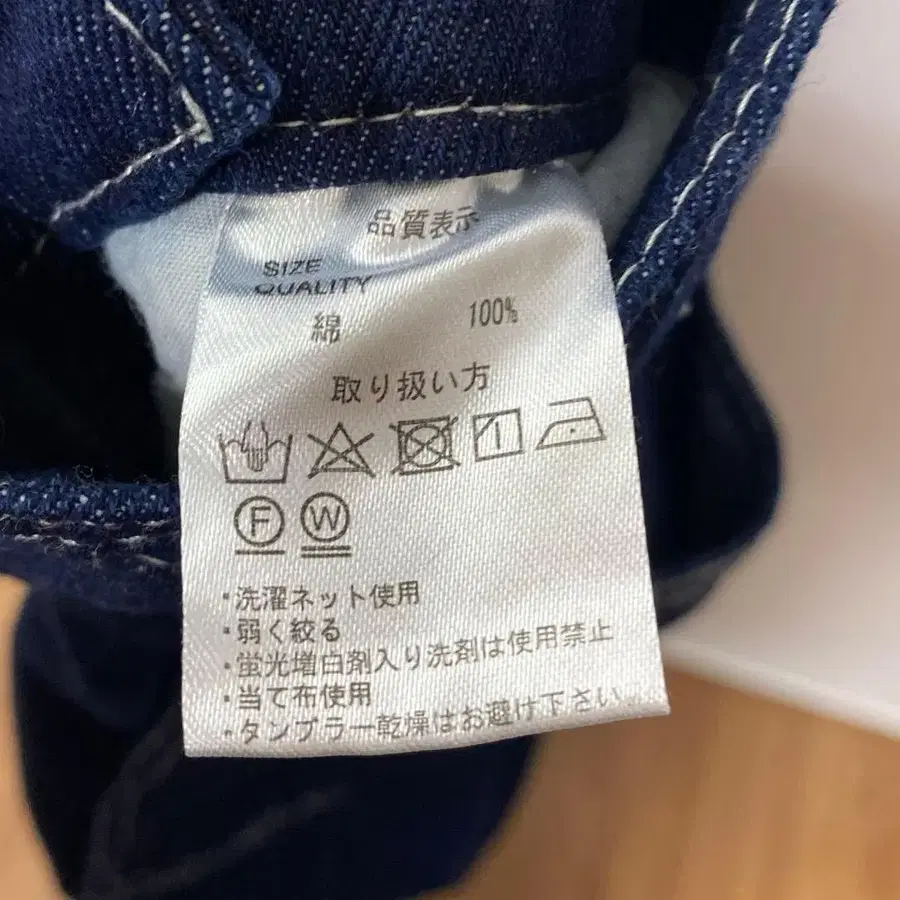 品質表示
SIZE
QUALITY
綿 100%
取り扱い方
F W
・洗濯ネット使用
・弱く絞る
・蛍光増白剤入り洗剤は使用禁止
・当て布使用
・タンブラー乾燥はお避け下さい